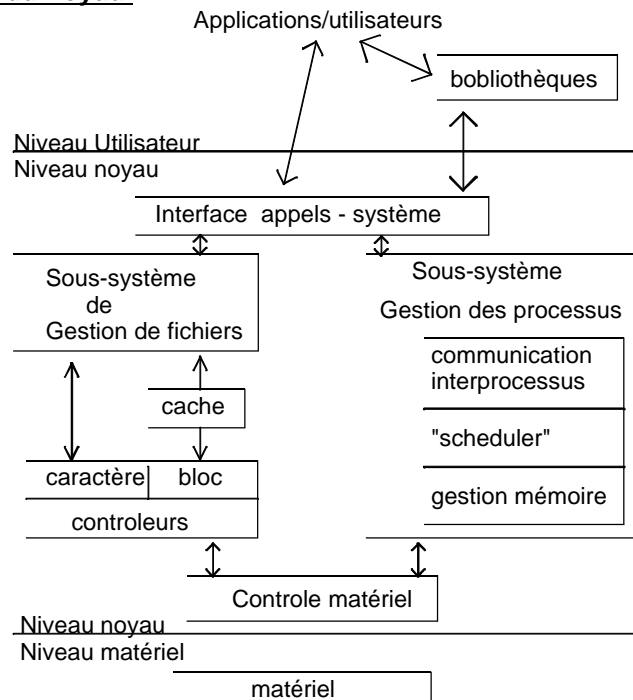 Applications/utilisateurs
bobliothèques
Niveau Utilisateur
Niveau noyau
Interface appels - système
Sous-système
de
Gestion de fichiers
Sous-système
Gestion des processus
communication
interprocessus
cache
"scheduler"
caractère
bloc
gestion mémoire
controleurs
Controle matériel
Niveau noyau
Niveau matériel
matériel